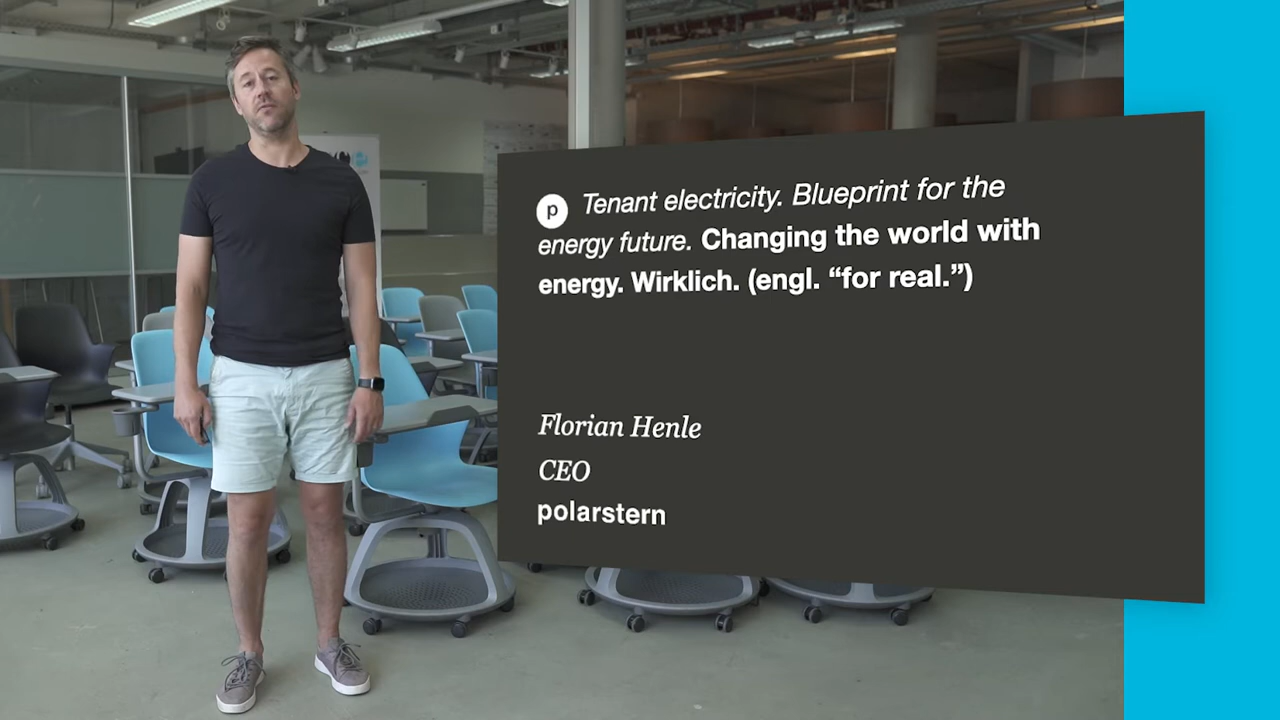 p Tenant electricity. Blueprint for the
energy future. Changing the world with
energy. Wirklich. (engl. “for real.”)
Florian Henle
CEO
polarstern